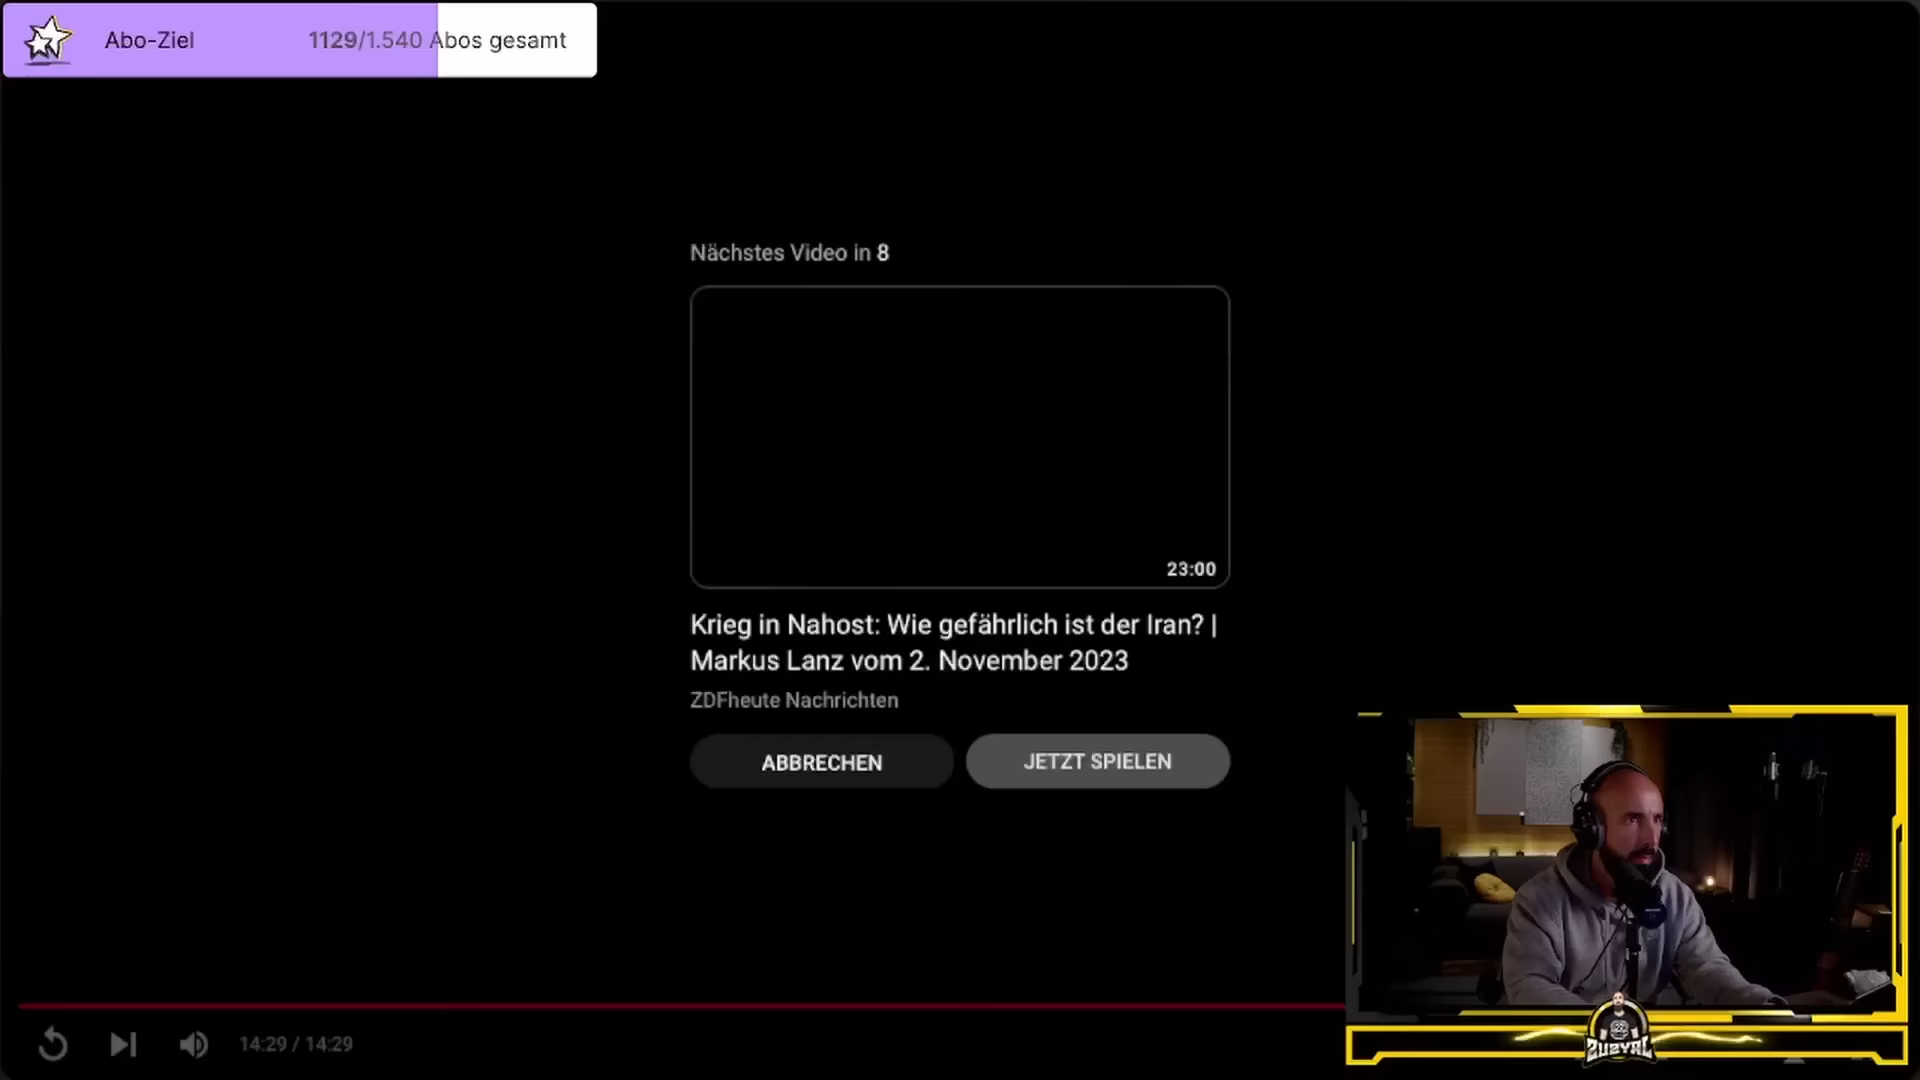 Abo-Ziel 1129/1.540 Abos gesamt
Nächstes Video in 8
23:00
Krieg in Nahost: Wie gefährlich ist der Iran? |
Markus Lanz vom 2. November 2023
ZDFheute Nachrichten
ABBRECHEN JETZT SPIELEN
14:29 / 14:29